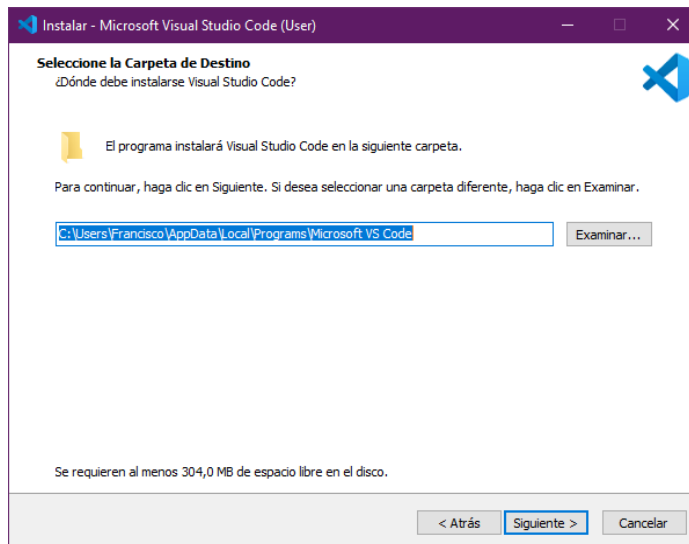 Instalar - Microsoft Visual Studio Code (User)
Seleccione la Carpeta de Destino
¿Dónde debe instalarse Visual Studio Code?
El programa instalará Visual Studio Code en la siguiente carpeta.
Para continuar, haga clic en Siguiente. Si desea seleccionar una carpeta diferente, haga clic en Examinar.
C:\Users\Francisco\AppData\Local\Programs\Microsoft VS Code
Examinar...
Se requieren al menos 304,0 MB de espacio libre en el disco.
< Atrás
Siguiente >
Cancelar